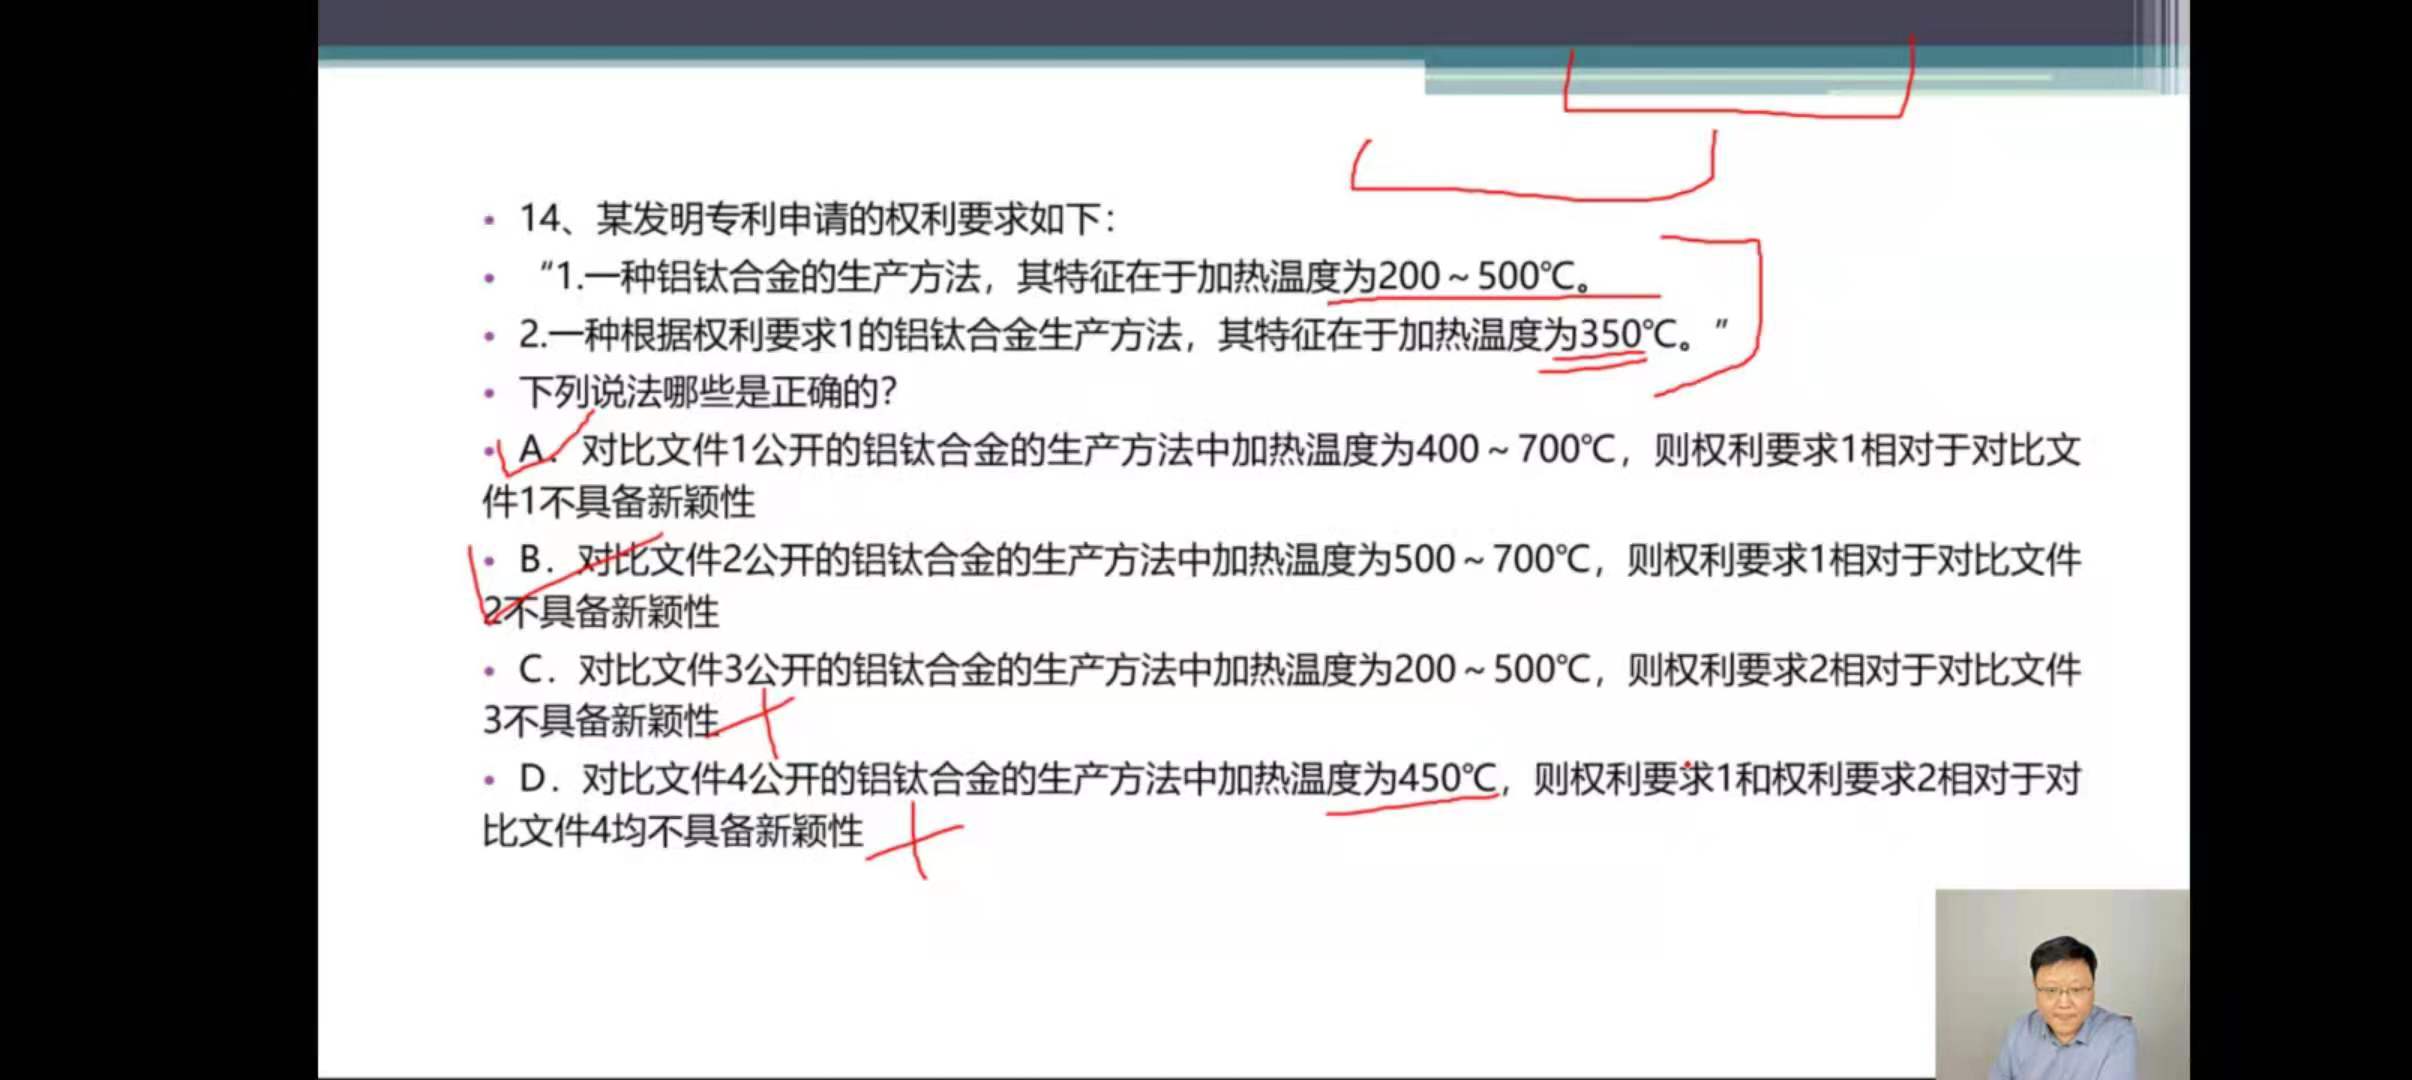 14、某发明专利申请的权利要求如下：
“1.一种铝钛合金的生产方法，其特征在于加热温度为200～500℃。
2.一种根据权利要求1的铝钛合金生产方法，其特征在于加热温度为350℃。”
下列说法哪些是正确的？
A．对比文件1公开的铝钛合金的生产方法中加热温度为400～700℃，则权利要求1相对于对比文
件1不具备新颖性
B．对比文件2公开的铝钛合金的生产方法中加热温度为500～700℃，则权利要求1相对于对比文件
2不具备新颖性
C．对比文件3公开的铝钛合金的生产方法中加热温度为200～500℃，则权利要求2相对于对比文件
3不具备新颖性
D．对比文件4公开的铝钛合金的生产方法中加热温度为450℃，则权利要求1和权利要求2相对于对
比文件4均不具备新颖性